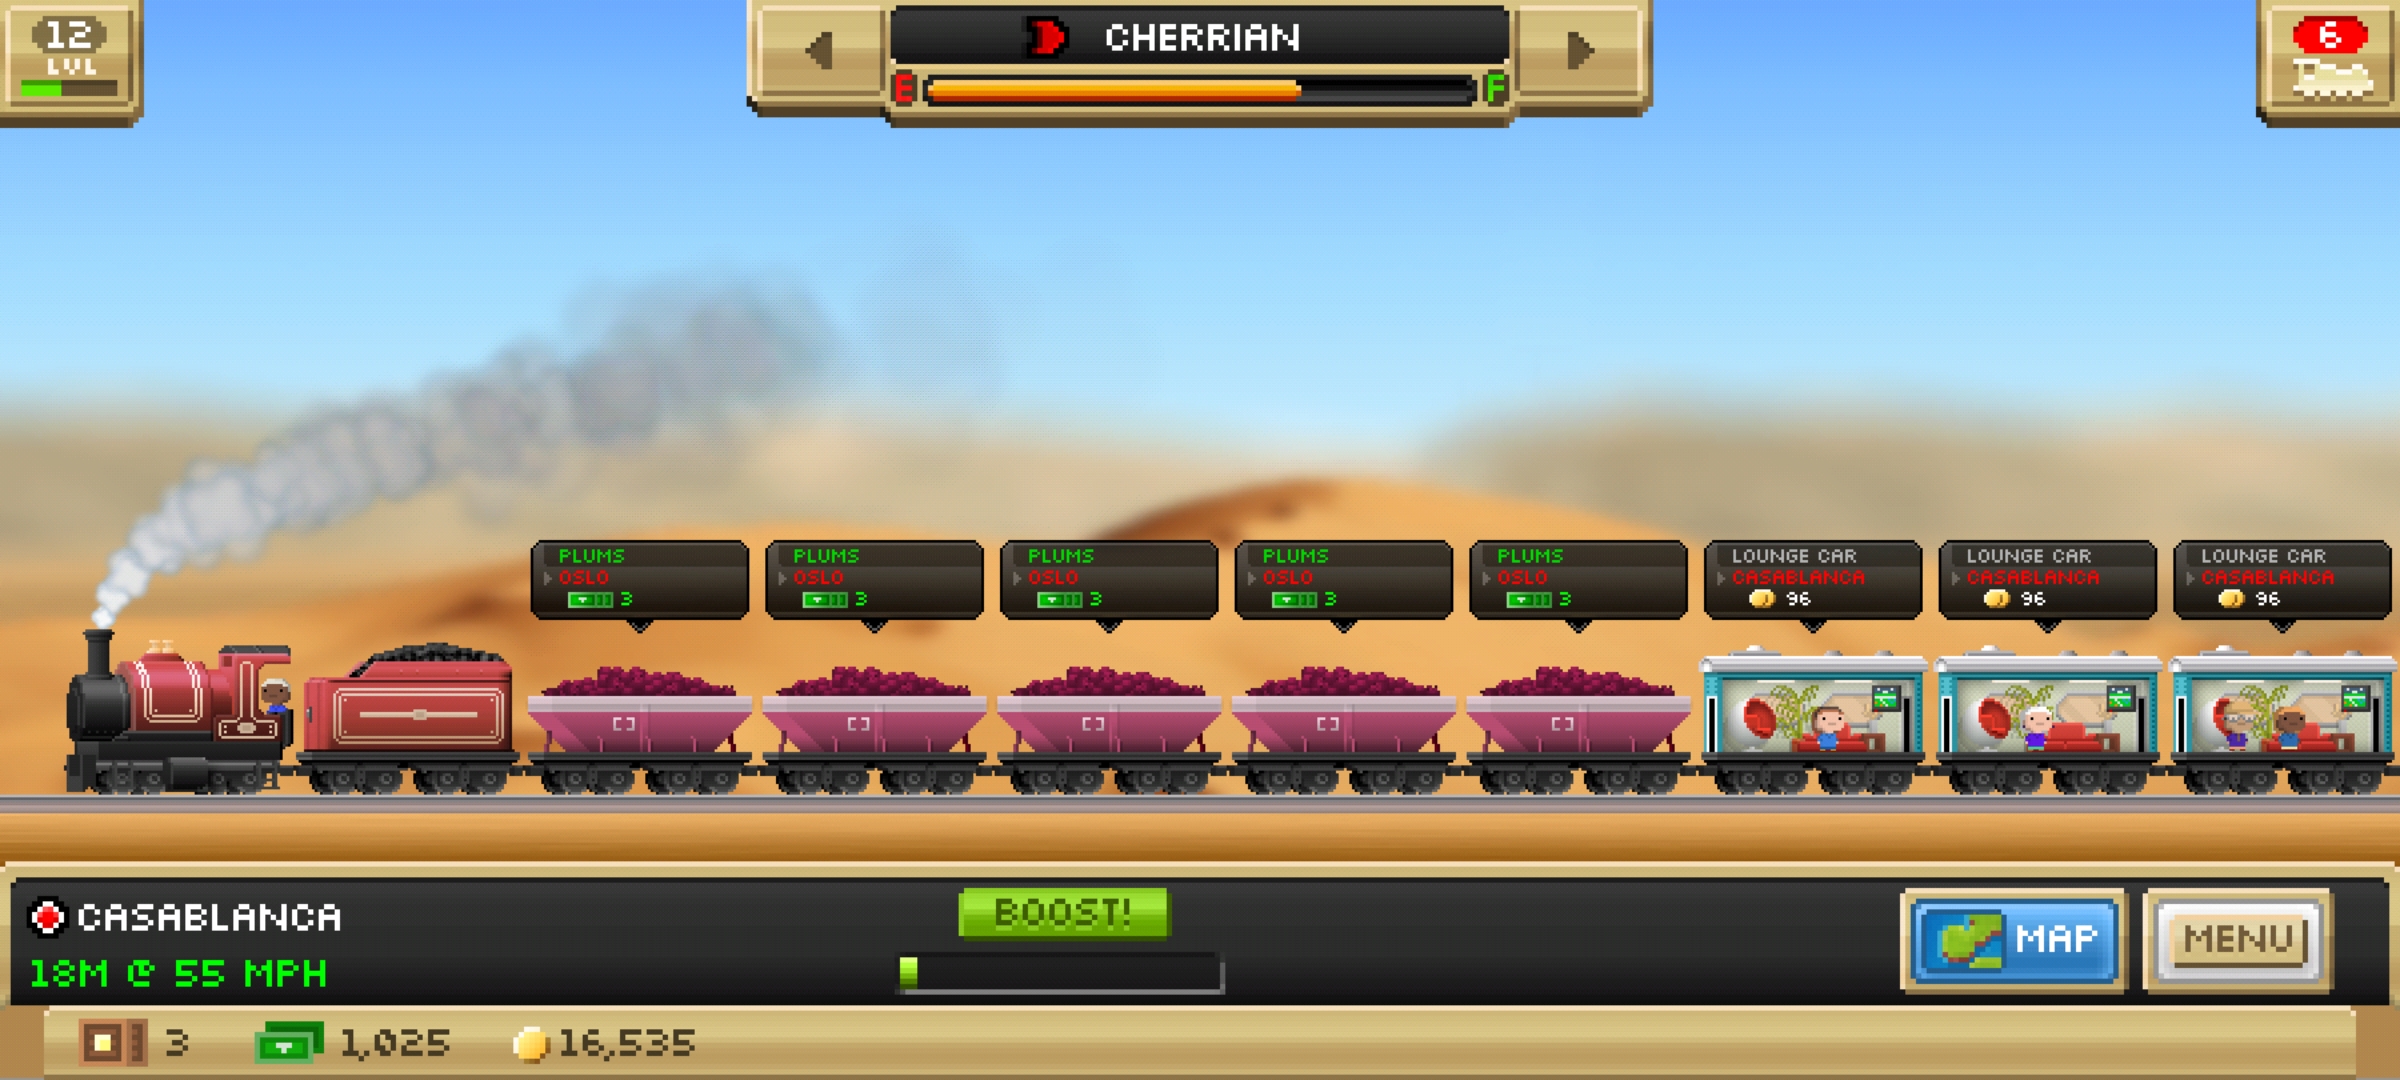 12
LVL
CHERRIAN
E F
6
PLUMS
OSLO
3
PLUMS
OSLO
3
PLUMS
OSLO
3
PLUMS
OSLO
3
PLUMS
OSLO
3
LOUNGE CAR
CASABLANCA
96
LOUNGE CAR
CASABLANCA
96
LOUNGE CAR
CASABLANCA
96
CASABLANCA
18M @ 55 MPH
BOOST!
MAP
MENU
3 1,025 16,535